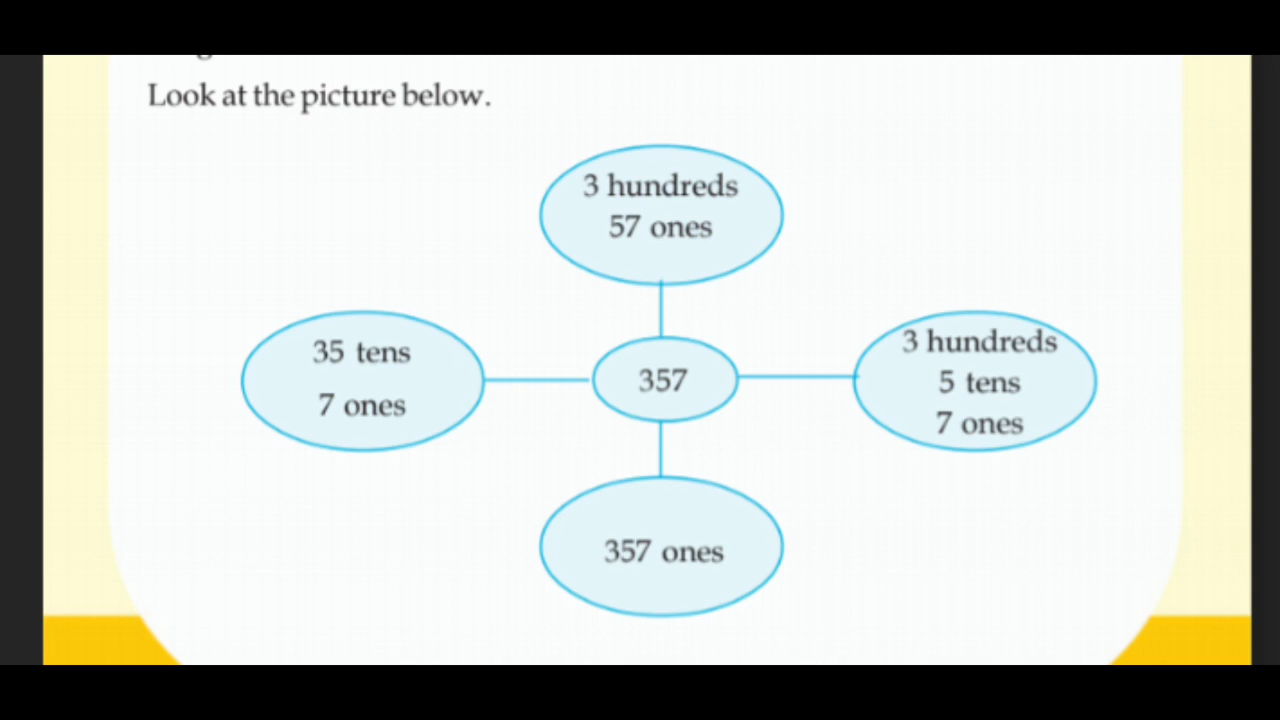 Look at the picture below.
3 hundreds
57 ones
35 tens
7 ones
357
3 hundreds
5 tens
7 ones
357 ones